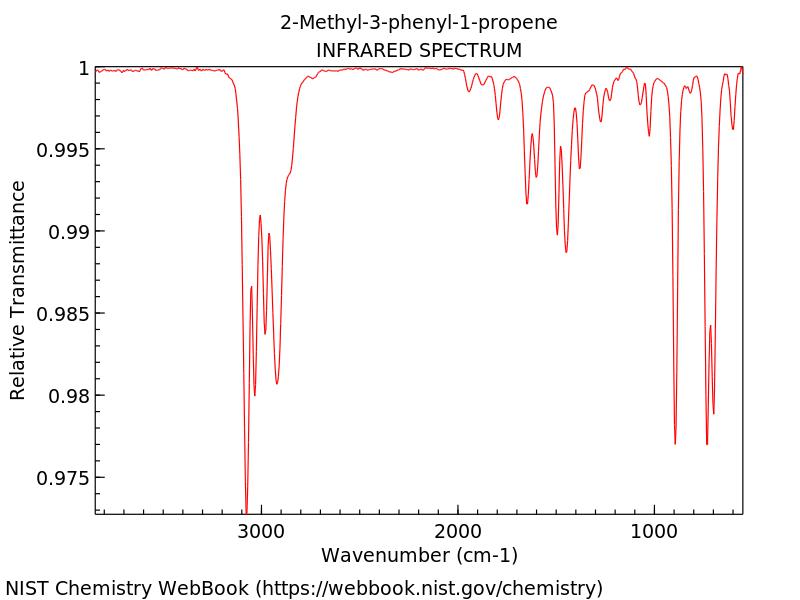 2-Methyl-3-phenyl-1-propene
INFRARED SPECTRUM
1
0.995
0.99
0.985
0.98
0.975
Relative Transmittance
3000 2000 1000
Wavenumber (cm-1)
NIST Chemistry WebBook (https://webbook.nist.gov/chemistry)